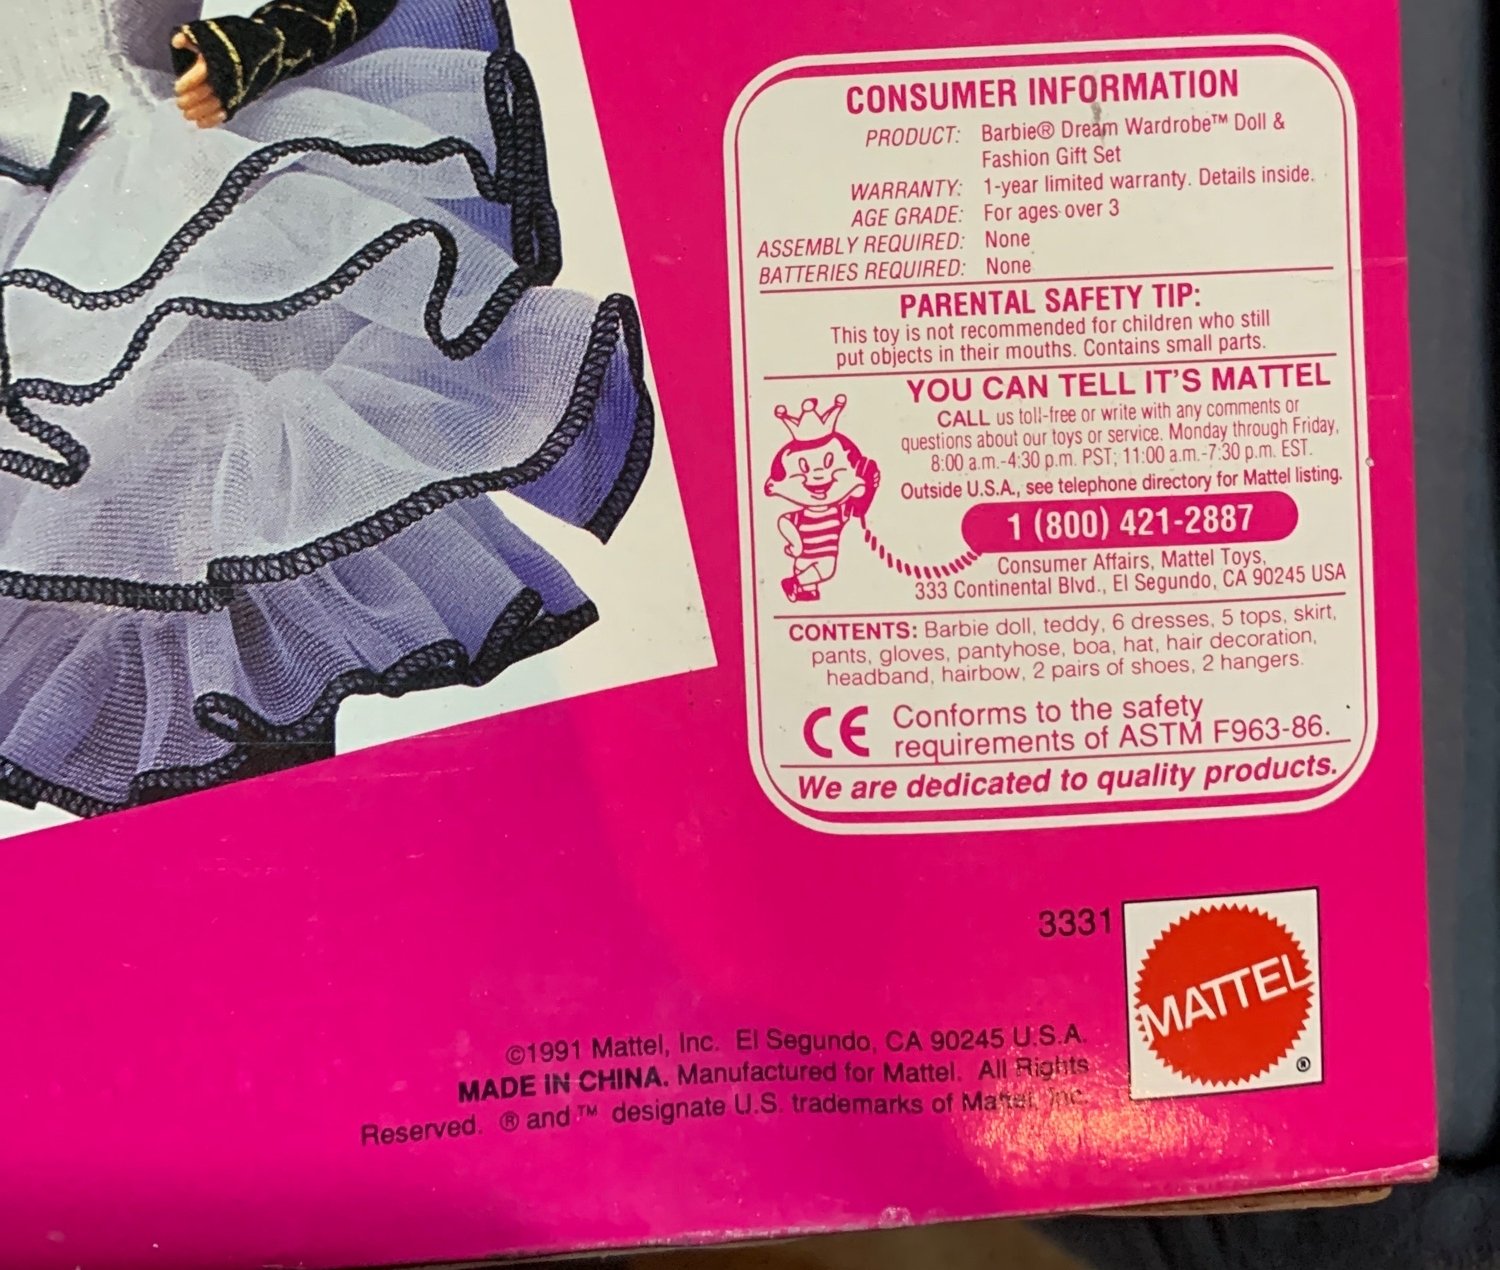 CONSUMER INFORMATION
PRODUCT: Barbie® Dream Wardrobe™ Doll &
Fashion Gift Set
WARRANTY: 1-year limited warranty. Details inside.
AGE GRADE: For ages over 3
ASSEMBLY REQUIRED: None
BATTERIES REQUIRED: None
PARENTAL SAFETY TIP:
This toy is not recommended for children who still
put objects in their mouths. Contains small parts.
YOU CAN TELL IT'S MATTEL
CALL us toll-free or write with any comments or
questions about our toys or service. Monday through Friday,
8:00 a.m.-4:30 p.m. PST; 11:00 a.m.-7:30 p.m. EST.
Outside U.S.A., see telephone directory for Mattel listing.
1 (800) 421-2887
Consumer Affairs, Mattel Toys,
333 Continental Blvd., El Segundo, CA 90245 USA
CONTENTS: Barbie doll, teddy, 6 dresses, 5 tops, skirt,
pants, gloves, pantyhose, boa, hat, hair decoration,
headband, hairbow, 2 pairs of shoes, 2 hangers.
CE Conforms to the safety
requirements of ASTM F963-86.
We are dedicated to quality products.
3331
MATTEL
®
©1991 Mattel, Inc. El Segundo, CA 90245 U.S.A.
MADE IN CHINA. Manufactured for Mattel. All Rights
Reserved. ® and ™ designate U.S. trademarks of Mattel, Inc.